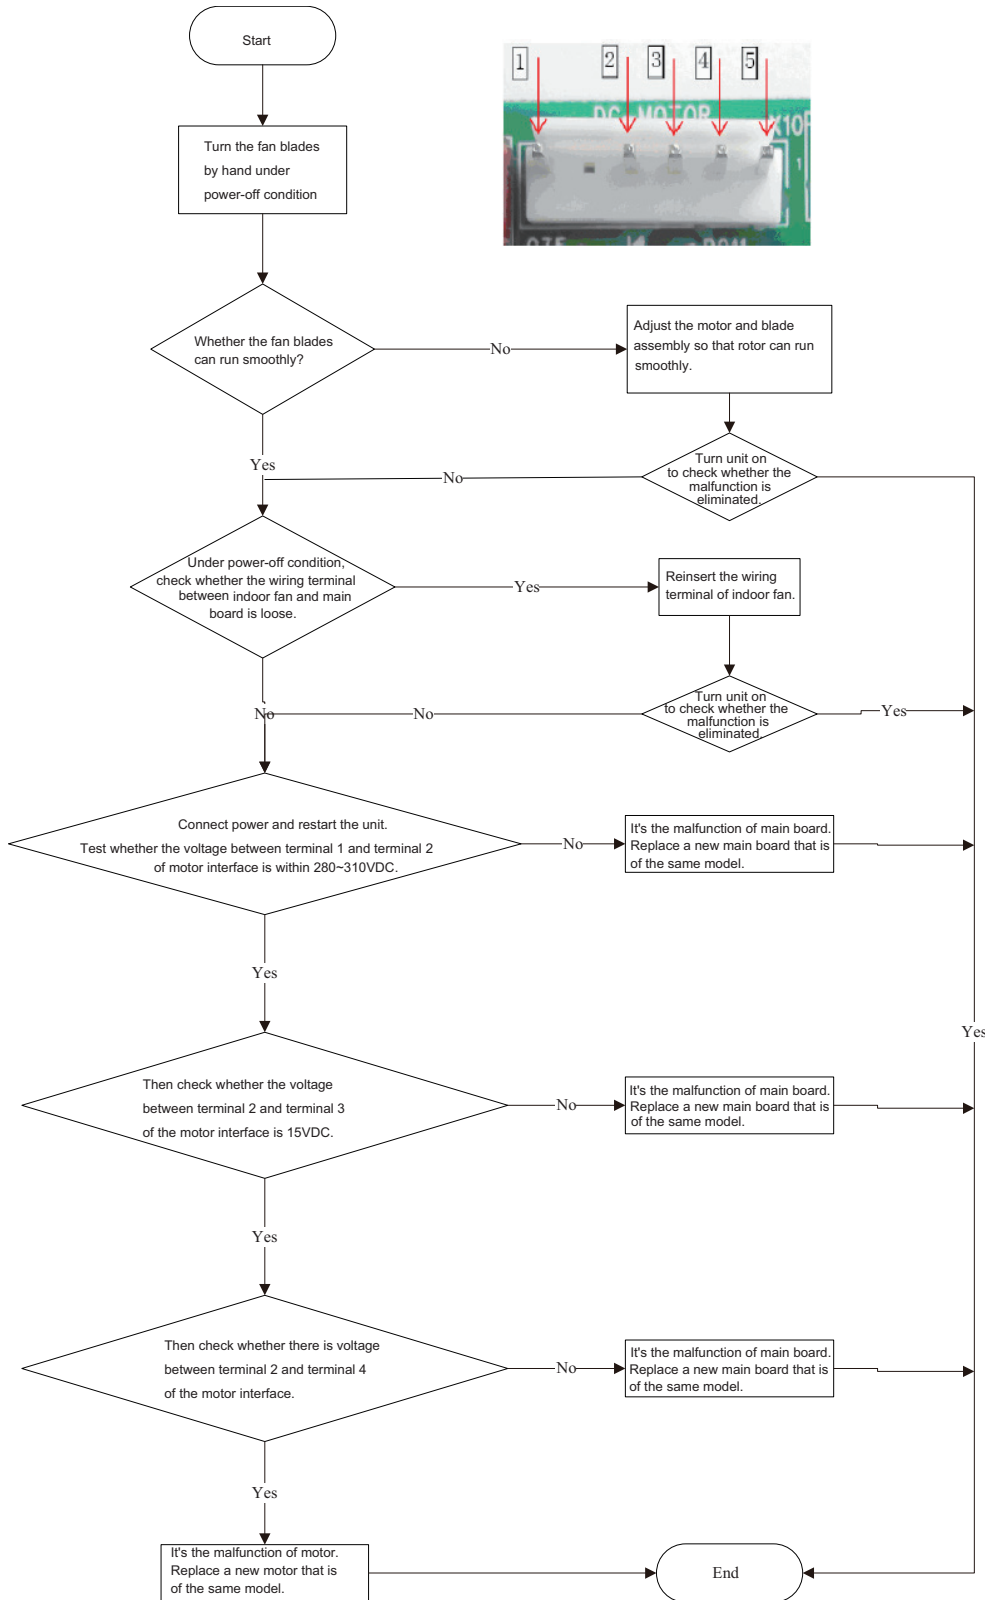 Start
1
2
3
4
5
DC MOTOR
1
Turn the fan blades
by hand under
power-off condition
Whether the fan blades
can run smoothly?
No
Adjust the motor and blade
assembly so that rotor can run
smoothly.
Yes
No
Turn unit on
to check whether the
malfunction is
eliminated.
Under power-off condition,
check whether the wiring terminal
between indoor fan and main
board is loose.
Yes
Reinsert the wiring
terminal of indoor fan.
No
No
Turn unit on
to check whether the
malfunction is
eliminated.
Yes
Connect power and restart the unit.
Test whether the voltage between terminal 1 and terminal 2
of motor interface is within 280~310VDC.
No
It's the malfunction of main board.
Replace a new main board that is
of the same model.
Yes
Yes
Then check whether the voltage
between terminal 2 and terminal 3
of the motor interface is 15VDC.
No
It's the malfunction of main board.
Replace a new main board that is
of the same model.
Yes
Then check whether there is voltage
between terminal 2 and terminal 4
of the motor interface.
No
It's the malfunction of main board.
Replace a new main board that is
of the same model.
Yes
It's the malfunction of motor.
Replace a new motor that is
of the same model.
End